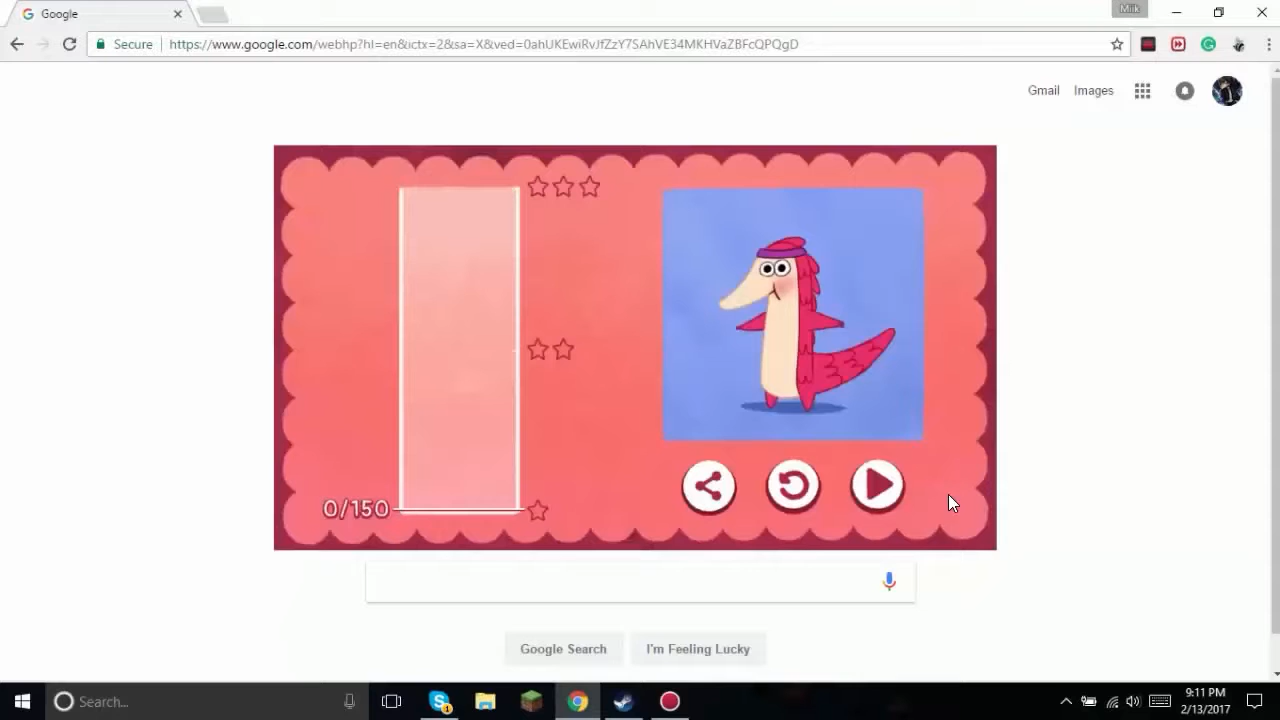 Google
Milk
Secure
https://www.google.com/webhp?hl=en&ictx=2&sa=X&ved=0ahUKEwiRvJfZzY7SAhVE34MKHVaZBFcQPQgD
Gmail Images
0/150
Google Search
I'm Feeling Lucky
Search...
9:11 PM
2/13/2017